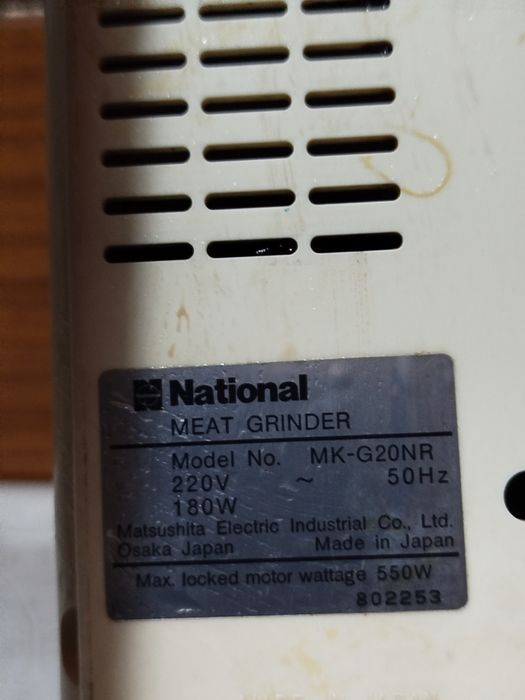 National
MEAT GRINDER
Model No. MK-G20NR
220V ~ 50Hz
180W
Matsushita Electric Industrial Co., Ltd.
Osaka Japan Made in Japan
Max. locked motor wattage 550W
802253